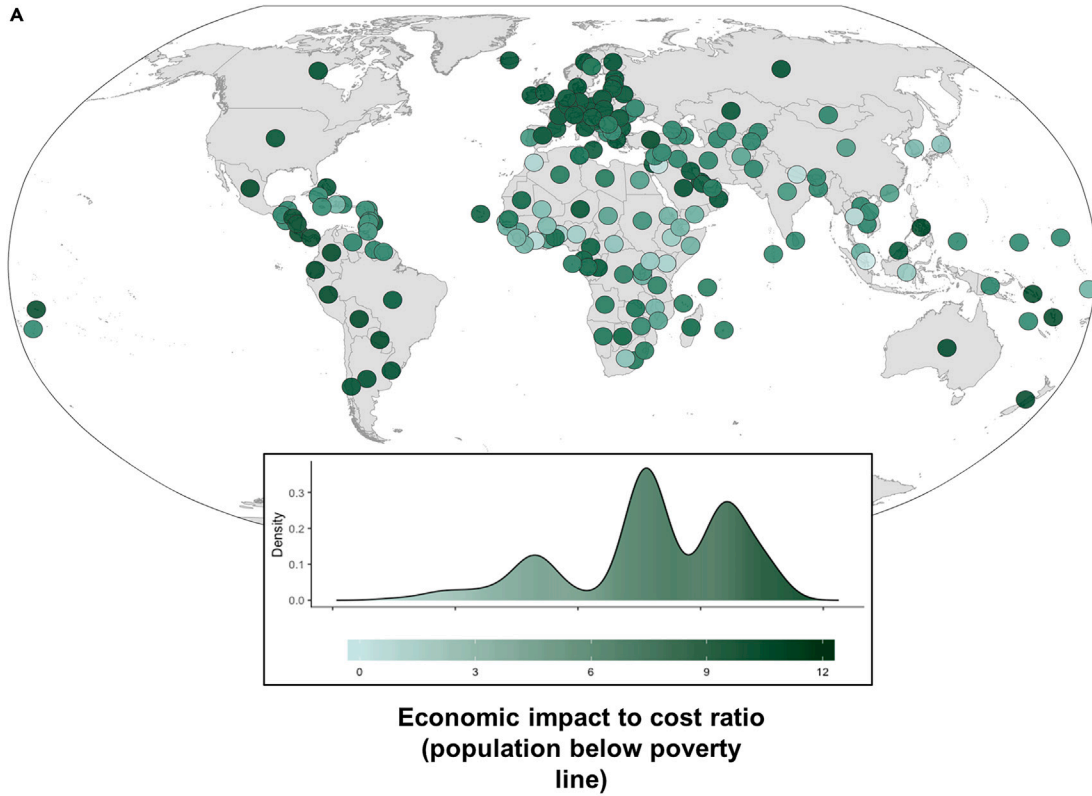 A
Density
0.3
0.2
0.1
0.0
0 3 6 9 12
Economic impact to cost ratio
(population below poverty
line)